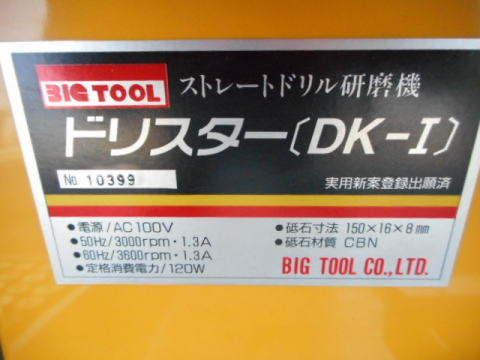 BIG TOOL ストレートドリル研磨機
ドリスター〔DK-I〕
No. 10399
実用新案登録出願済
●電源/AC100V
●50Hz/3000rpm・1.3A
●60Hz/3600rpm・1.3A
●定格消費電力/120W
●砥石寸法 150×16×8mm
●砥石材質 CBN
BIG TOOL CO.,LTD.